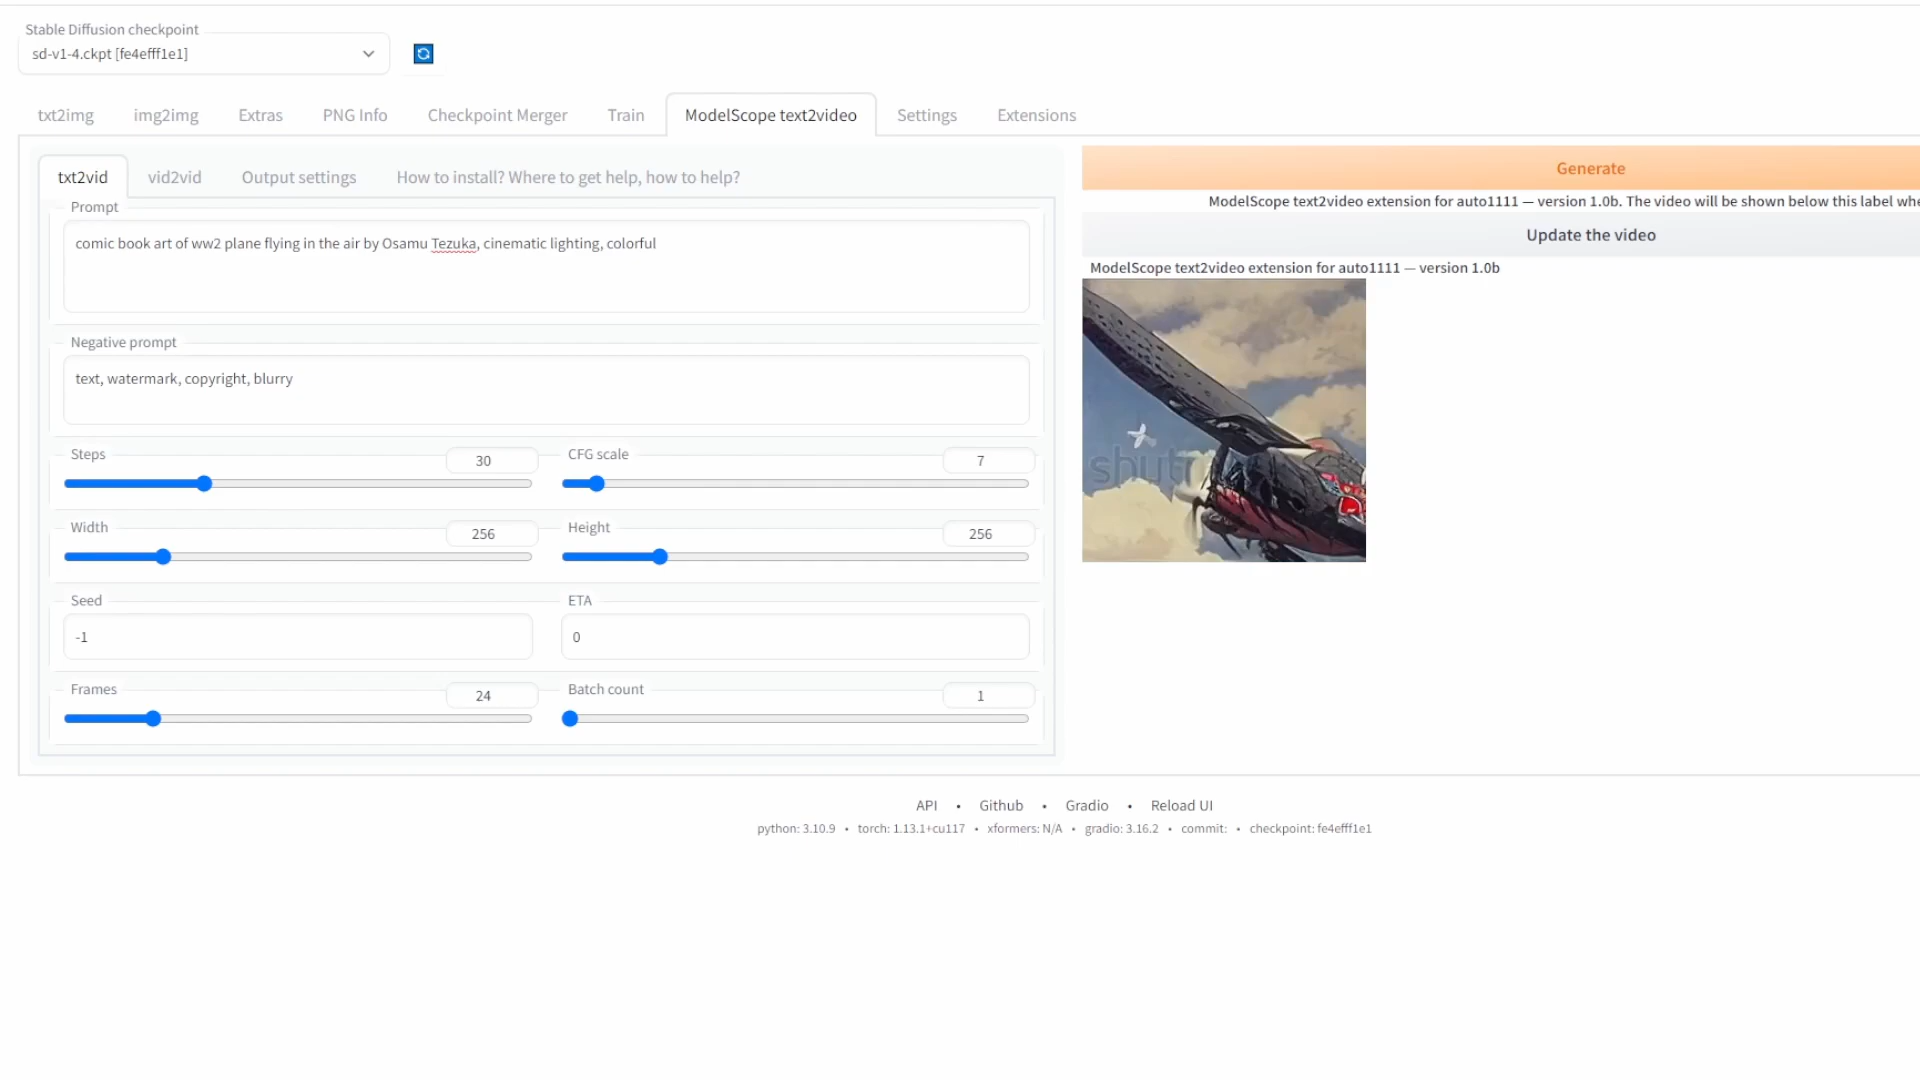 Stable Diffusion checkpoint
sd-v1-4.ckpt [fe4efff1e1]
txt2img img2img Extras PNG Info Checkpoint Merger Train ModelScope text2video Settings Extensions
txt2vid vid2vid Output settings How to install? Where to get help, how to help?
Prompt
comic book art of ww2 plane flying in the air by Osamu Tezuka, cinematic lighting, colorful
Negative prompt
text, watermark, copyright, blurry
Steps 30 CFG scale 7
Width 256 Height 256
Seed ETA
-1 0
Frames 24 Batch count 1
Generate
ModelScope text2video extension for auto1111 — version 1.0b. The video will be shown below this label whe
Update the video
ModelScope text2video extension for auto1111 — version 1.0b
shut
API • Github • Gradio • Reload UI
python: 3.10.9 • torch: 1.13.1+cu117 • xformers: N/A • gradio: 3.16.2 • commit: • checkpoint: fe4efff1e1